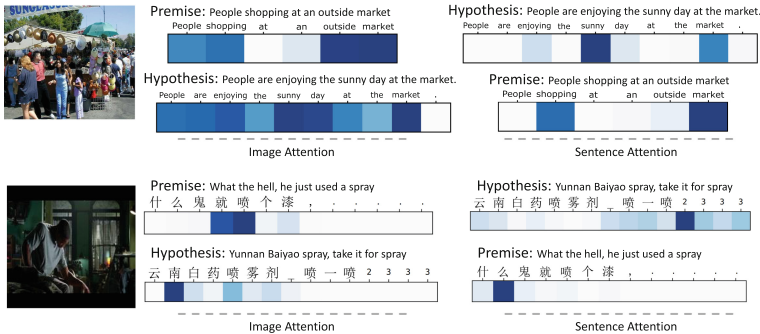 SUNGLASSES
Premise: People shopping at an outside market
People shopping at an outside market
Hypothesis: People are enjoying the sunny day at the market.
People are enjoying the sunny day at the market .
Image Attention
Hypothesis: People are enjoying the sunny day at the market.
People are enjoying the sunny day at the market .
Premise: People shopping at an outside market
People shopping at an outside market
Sentence Attention
Premise: What the hell, he just used a spray
什 么 鬼 就 喷 个 漆 , . . . . .
Hypothesis: Yunnan Baiyao spray, take it for spray
云 南 白 药 喷 雾 剂 _ 喷 一 喷 2 3 3
Image Attention
Hypothesis: Yunnan Baiyao spray, take it for spray
云 南 白 药 喷 雾 剂 _ 喷 一 喷 2 3 3
Premise: What the hell, he just used a spray
什 么 鬼 就 喷 个 漆 , . . . . .
Sentence Attention